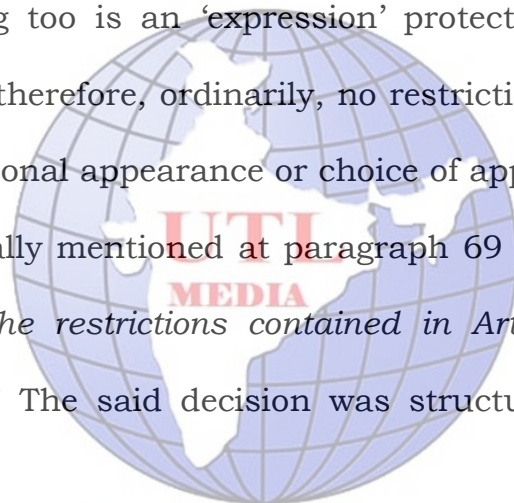 g too is an ‘expression’ protect
therefore, ordinarily, no restricti
onal appearance or choice of app
ally mentioned at paragraph 69
UTL
MEDIA
he restrictions contained in Art
The said decision was structu